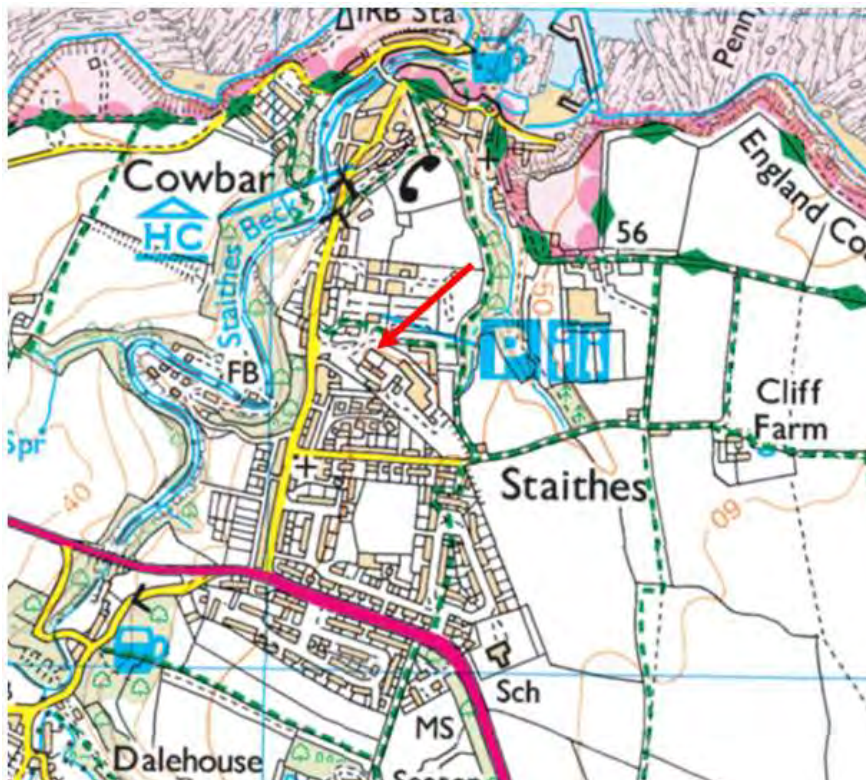 IRB Sta
Penn
Cowbar
HC
Staithes Beck
England Co
56
50
FB
P
Spr
Cliff
Farm
40
Staithes
60
Sch
MS
Dalehouse